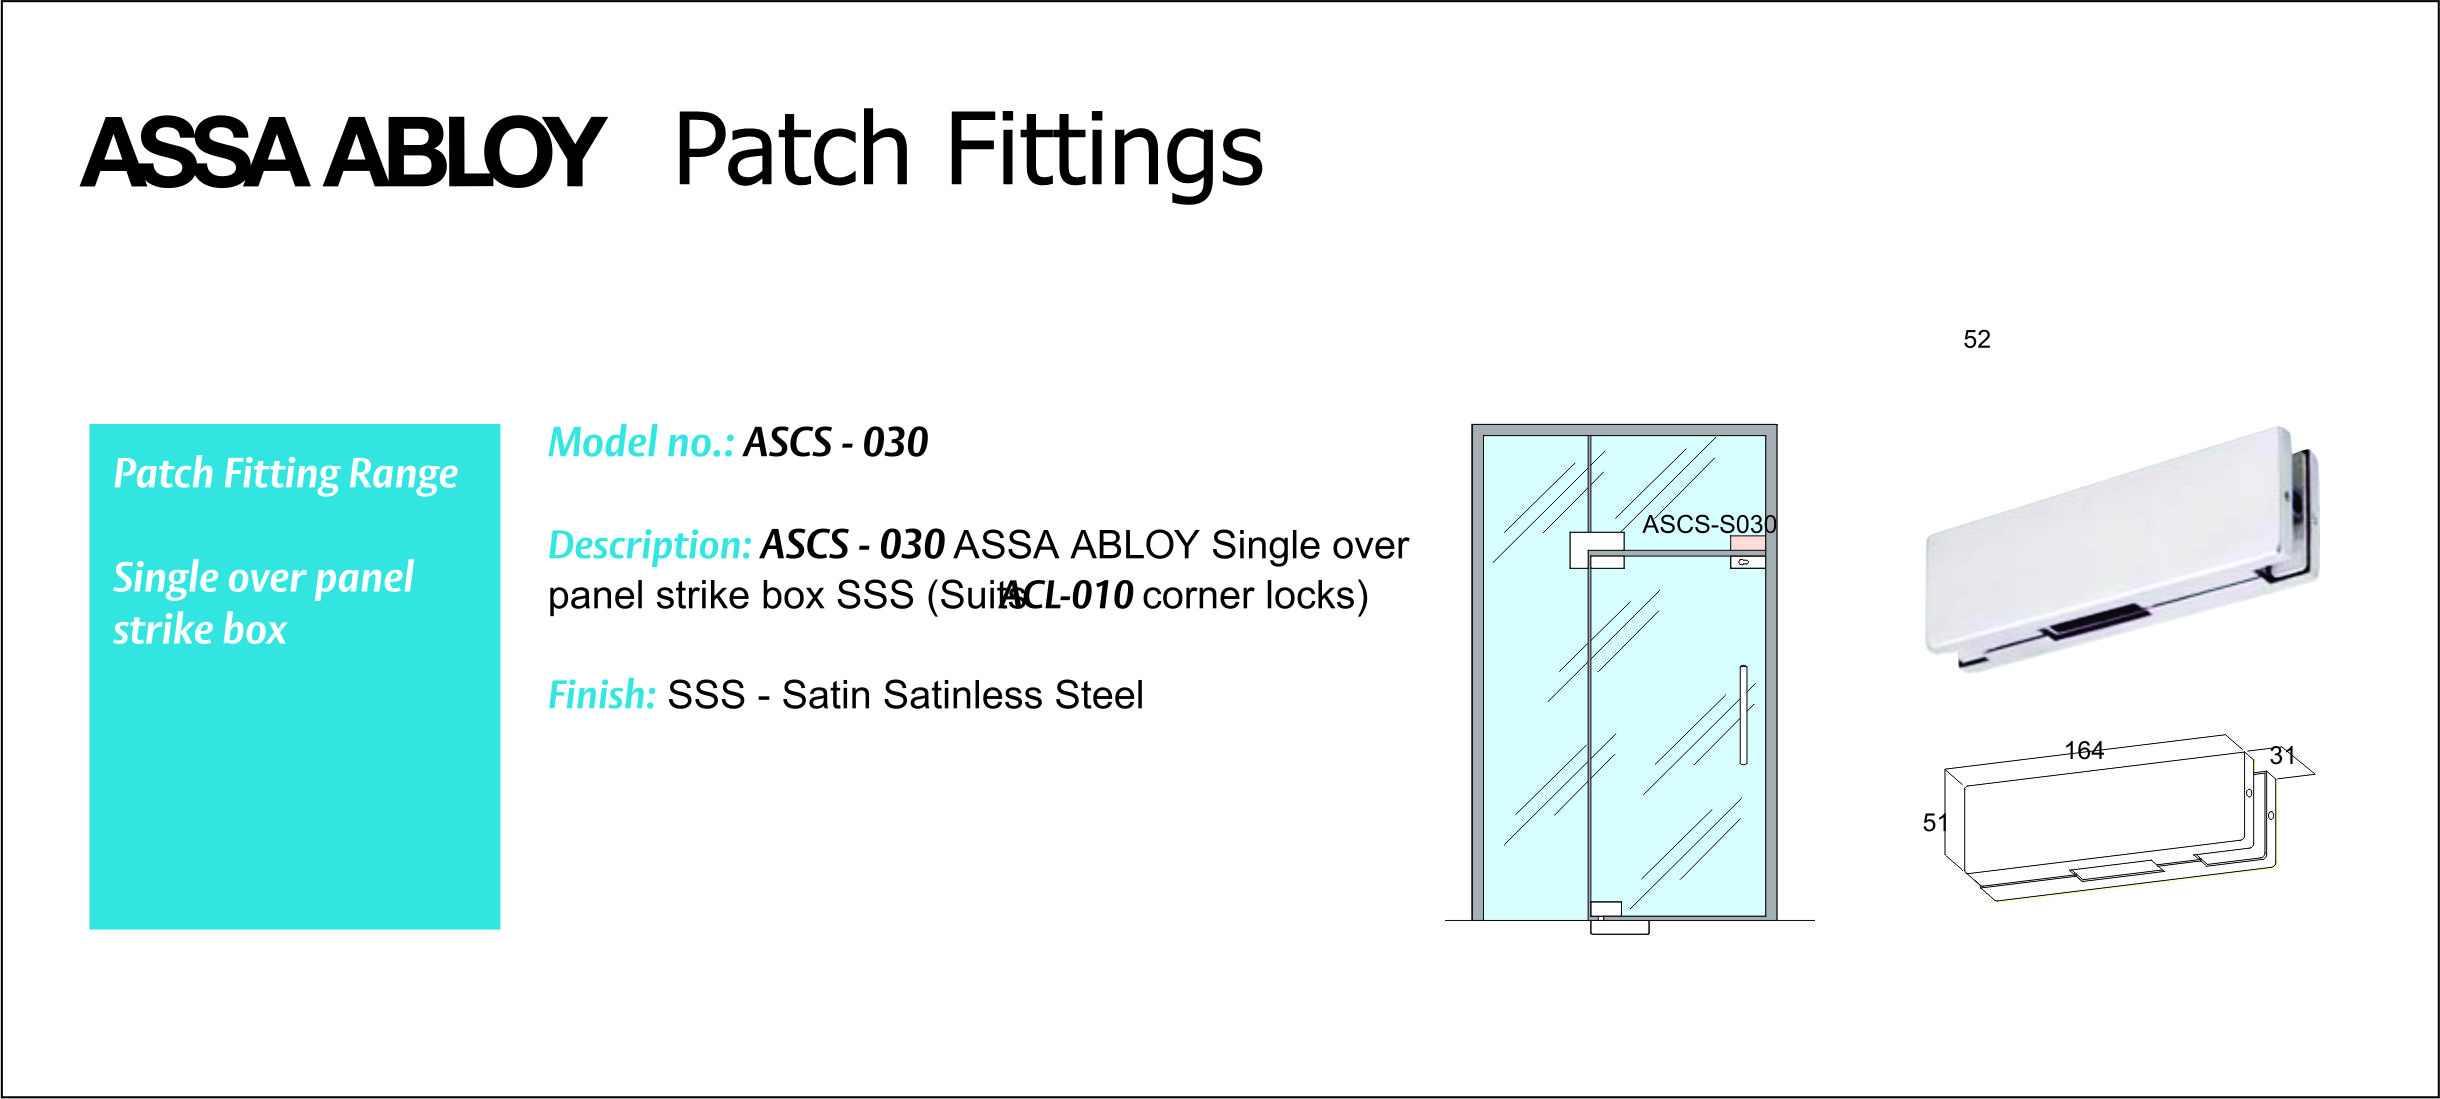 ASSA ABLOY Patch Fittings
Patch Fitting Range
Single over panel
strike box
Model no.: ASCS - 030
Description: ASCS - 030 ASSA ABLOY Single over
panel strike box SSS (Suits ACL-010 corner locks)
Finish: SSS - Satin Satinless Steel
ASCS-S030
52
164
31
51